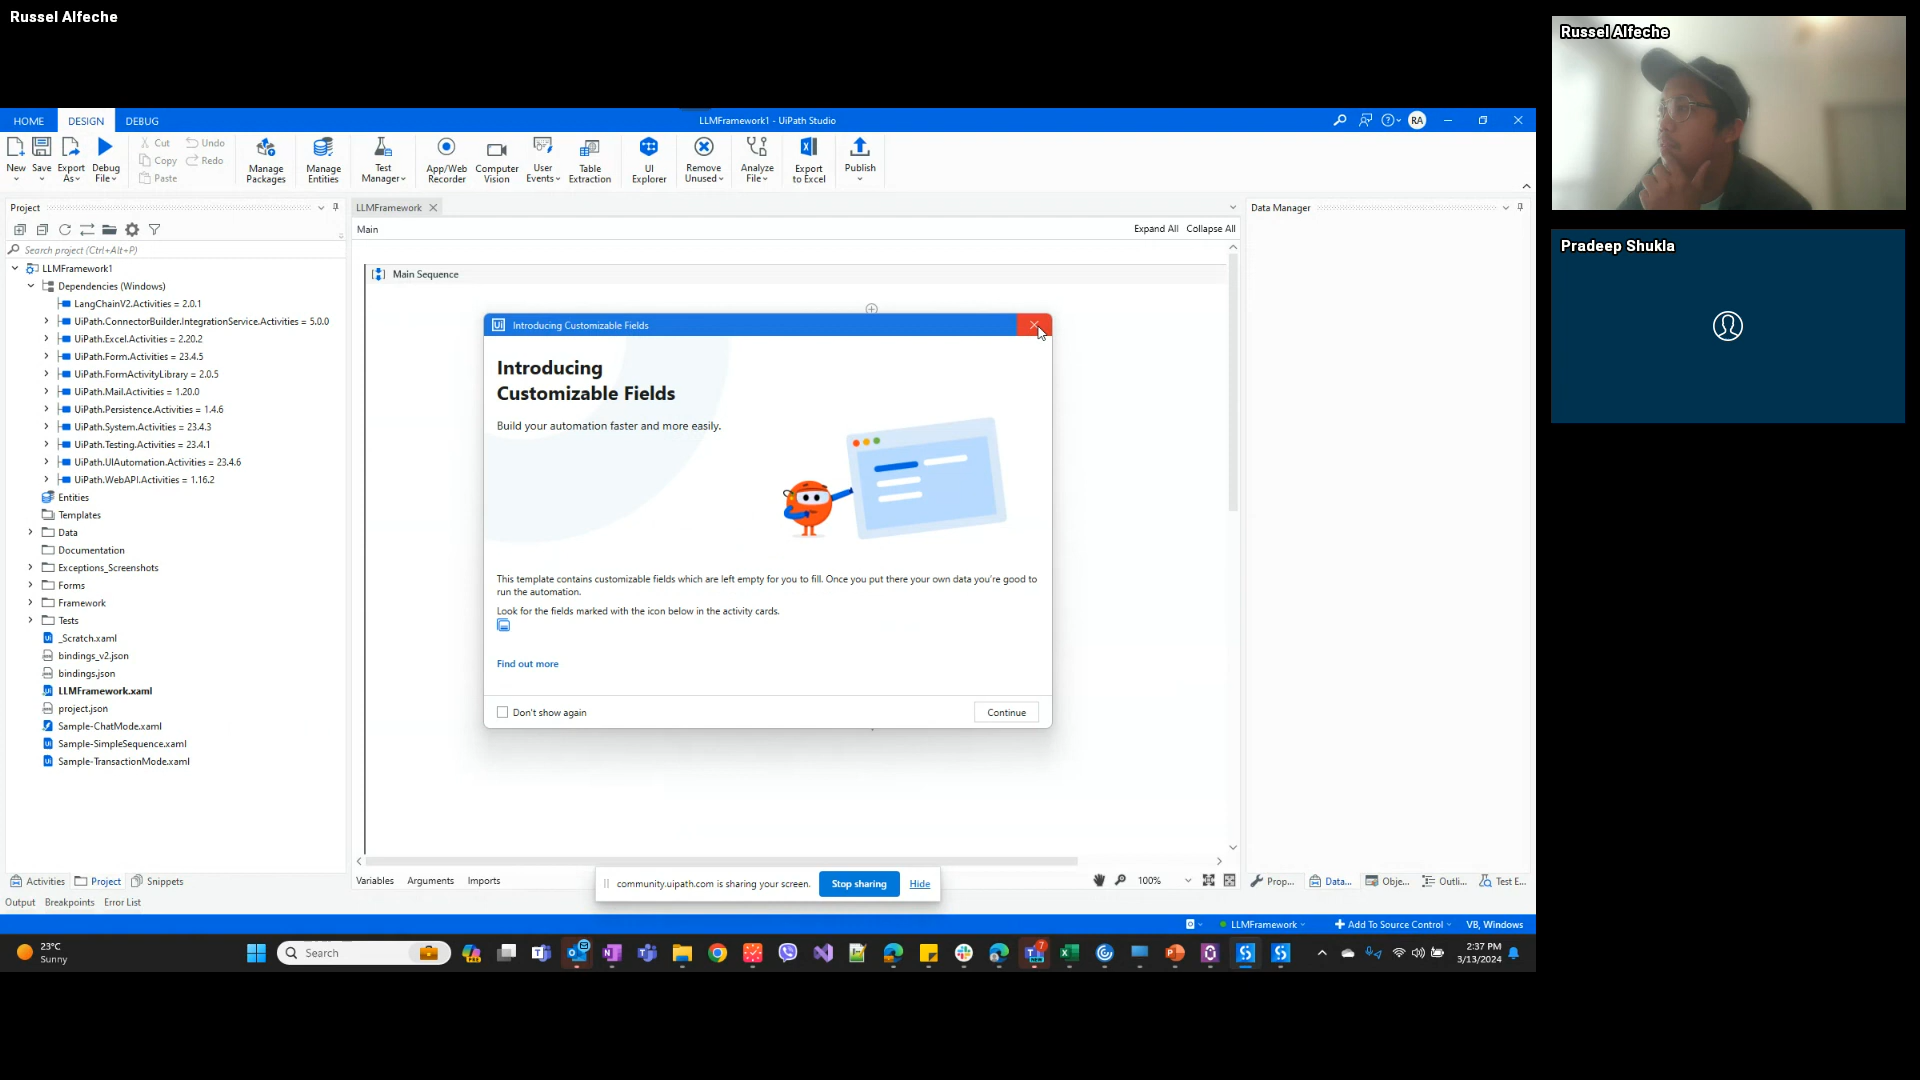 Russel Alfeche
Russel Alfeche
Pradeep Shukla
HOME
DESIGN
DEBUG
LLMFramework1 - UiPath Studio
RA
New
Save
Export
As
Debug
File
Cut
Copy
Paste
Undo
Redo
Manage
Packages
Manage
Entities
Test
Manager
App/Web
Recorder
Computer
Vision
User
Events
Table
Extraction
UI
Explorer
Remove
Unused
Analyze
File
Export
to Excel
Publish
Project
Search project (Ctrl+Alt+P)
LLMFramework1
Dependencies (Windows)
LangChainV2.Activities = 2.0.1
UiPath.ConnectorBuilder.IntegrationService.Activities = 5.0.0
UiPath.Excel.Activities = 2.20.2
UiPath.Form.Activities = 23.4.5
UiPath.FormActivityLibrary = 2.0.5
UiPath.Mail.Activities = 1.20.0
UiPath.Persistence.Activities = 1.4.6
UiPath.System.Activities = 23.4.3
UiPath.Testing.Activities = 23.4.1
UiPath.UIAutomation.Activities = 23.4.6
UiPath.WebAPI.Activities = 1.16.2
Entities
Templates
Data
Documentation
Exceptions_Screenshots
Forms
Framework
Tests
_Scratch.xaml
bindings_v2.json
bindings.json
LLMFramework.xaml
project.json
Sample-ChatMode.xaml
Sample-SimpleSequence.xaml
Sample-TransactionMode.xaml
Activities
Project
Snippets
Output
Breakpoints
Error List
LLMFramework
Main
Expand All
Collapse All
Main Sequence
Ui Introducing Customizable Fields
Introducing
Customizable Fields
Build your automation faster and more easily.
This template contains customizable fields which are left empty for you to fill. Once you put there your own data you're good to
run the automation.
Look for the fields marked with the icon below in the activity cards.
Find out more
Don't show again
Continue
Variables
Arguments
Imports
community.uipath.com is sharing your screen.
Stop sharing
Hide
100%
Data Manager
Prop...
Data...
Obje...
Outli...
Test E...
LLMFramework
Add To Source Control
VB, Windows
23°C
Sunny
Search
7
2:37 PM
3/13/2024